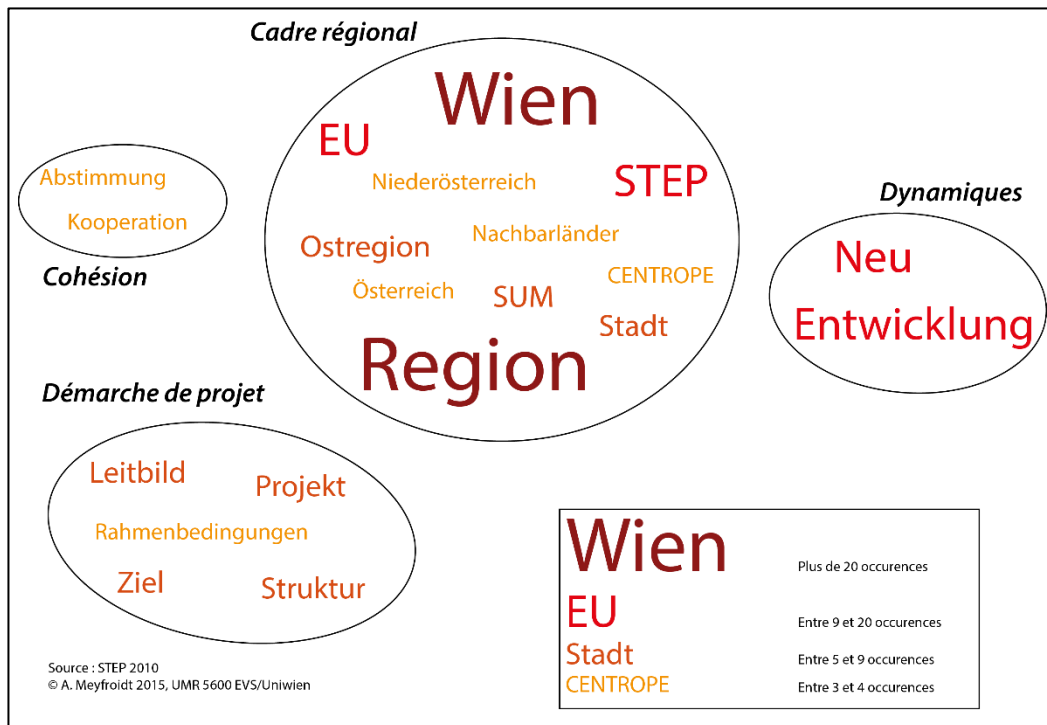 Cadre régional
Wien
EU
Niederösterreich
STEP
Ostregion
Nachbarländer
CENTROPE
Österreich
SUM
Stadt
Region
Abstimmung
Kooperation
Cohésion
Dynamiques
Neu
Entwicklung
Démarche de projet
Leitbild
Projekt
Rahmenbedingungen
Ziel
Struktur
Wien Plus de 20 occurences
EU Entre 9 et 20 occurences
Stadt Entre 5 et 9 occurences
CENTROPE Entre 3 et 4 occurences
Source : STEP 2010
© A. Meyfroidt 2015, UMR 5600 EVS/Uniwien